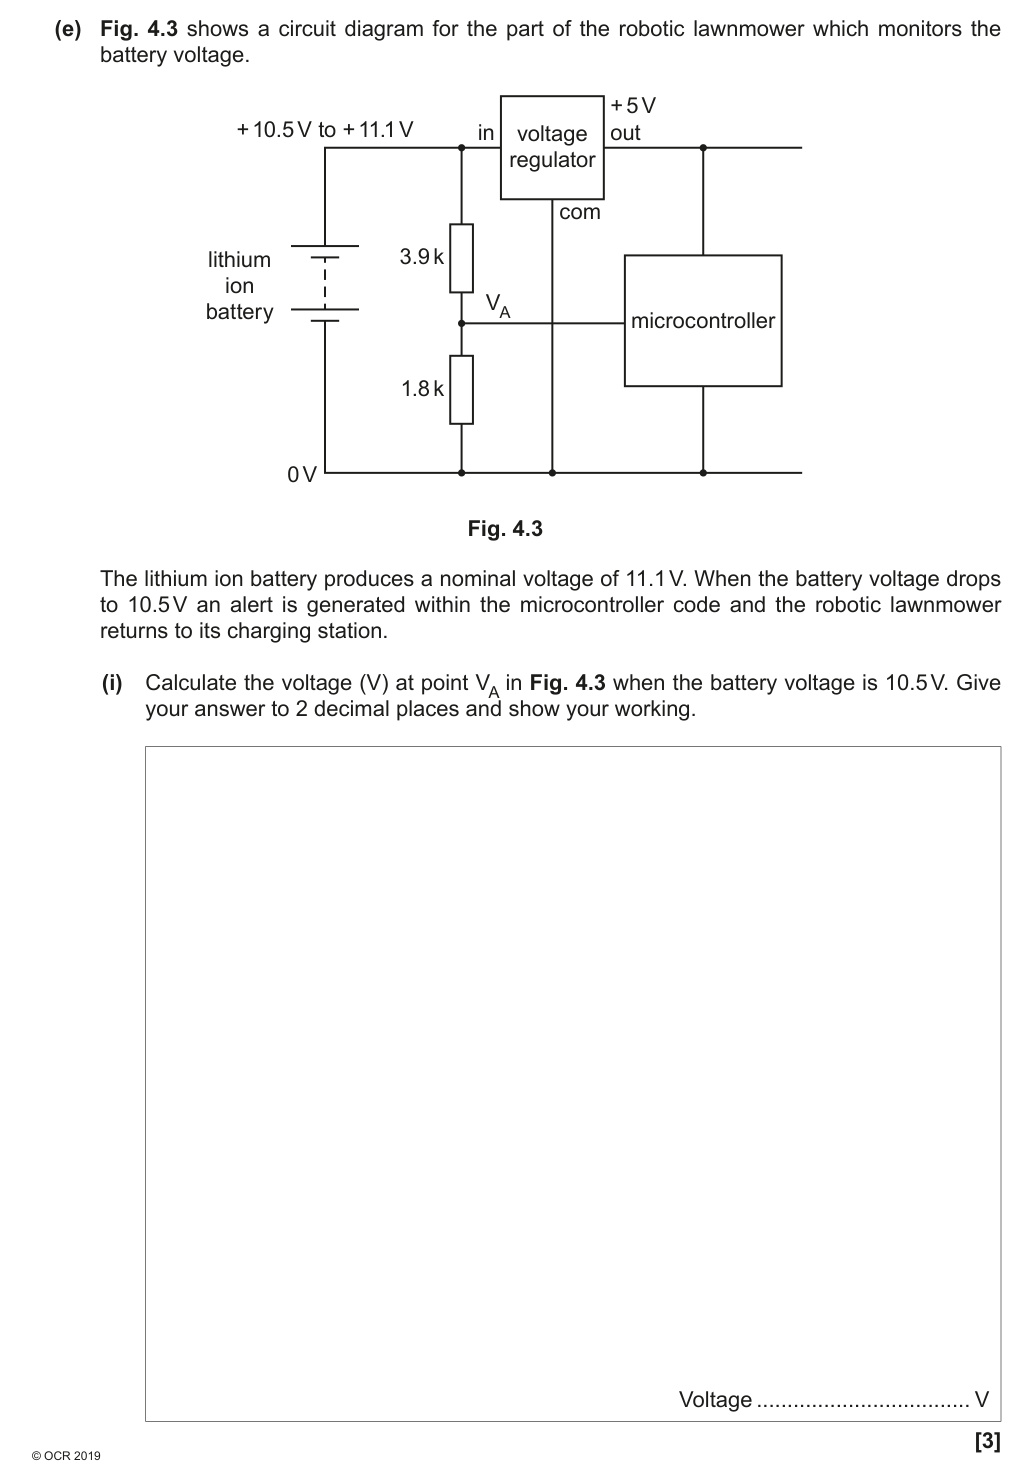 (e) Fig. 4.3 shows a circuit diagram for the part of the robotic lawnmower which monitors the
battery voltage.
+5 V
+10.5 V to +11.1 V
in
voltage
regulator
out
com
lithium
ion
battery
3.9 k
VA
microcontroller
1.8 k
0 V
Fig. 4.3
The lithium ion battery produces a nominal voltage of 11.1 V. When the battery voltage drops
to 10.5 V an alert is generated within the microcontroller code and the robotic lawnmower
returns to its charging station.
(i) Calculate the voltage (V) at point VA in Fig. 4.3 when the battery voltage is 10.5 V. Give
your answer to 2 decimal places and show your working.
Voltage ................................... V
[3]
© OCR 2019